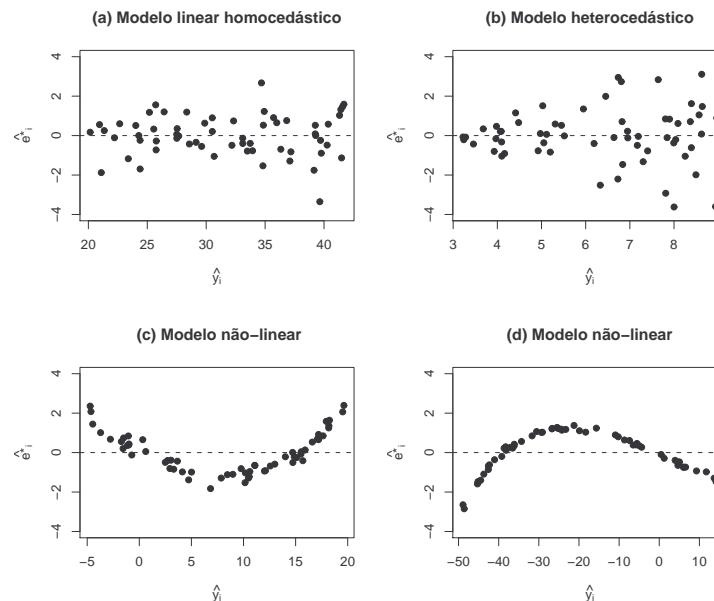 (a) Modelo linear homocedástico
4
2
0
−2
−4
ê*i
20 25 30 35 40
ŷi
(b) Modelo heterocedástico
4
2
0
−2
−4
ê*i
3 4 5 6 7 8
ŷi
(c) Modelo não−linear
4
2
0
−2
−4
ê*i
−5 0 5 10 15 20
ŷi
(d) Modelo não−linear
4
2
0
−2
−4
ê*i
−50 −40 −30 −20 −10 0 10
ŷi